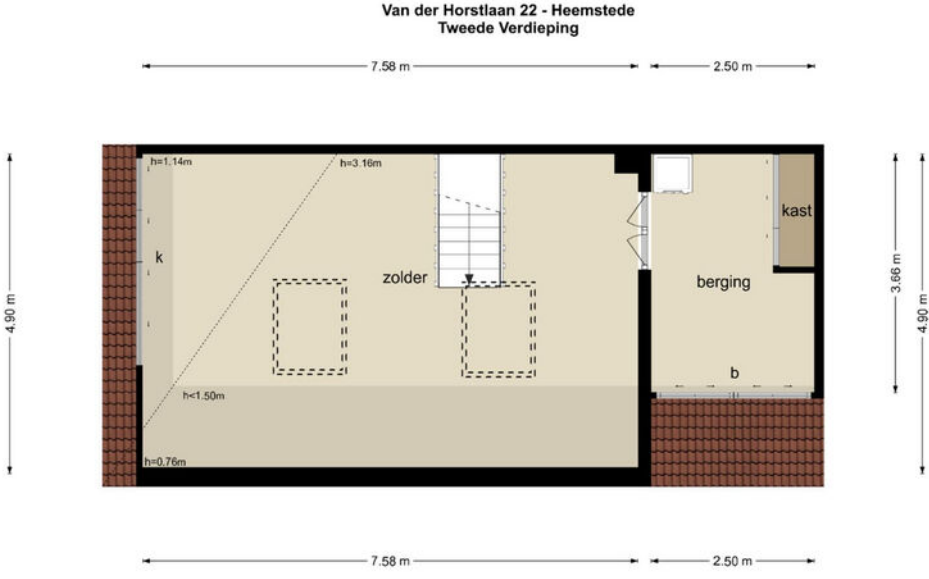 Van der Horstlaan 22 - Heemstede
Tweede Verdieping
7.58 m
2.50 m
h=1.14m
h=3.16m
kast
k
zolder
berging
3.66 m
4.90 m
4.90 m
b
h<1.50m
h=0.76m
7.58 m
2.50 m